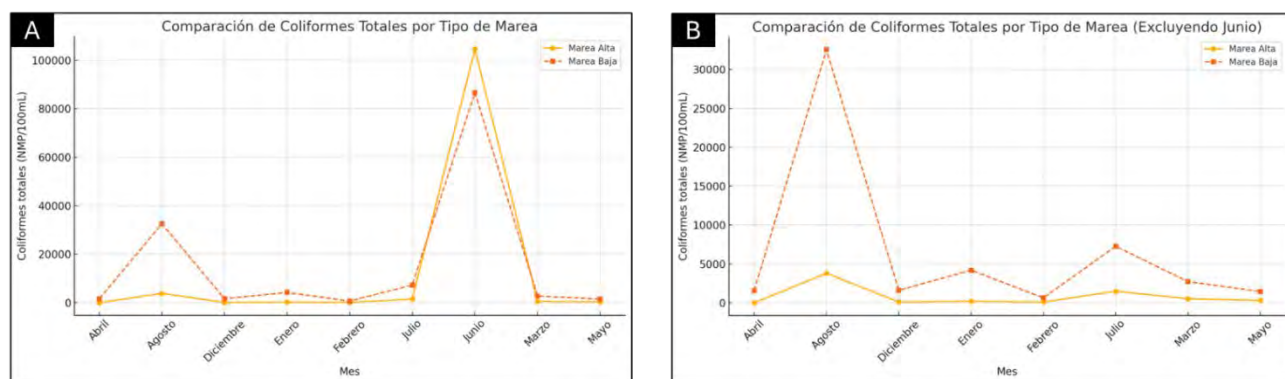 A
Comparación de Coliformes Totales por Tipo de Marea
Marea Alta
Marea Baja
Coliformes totales (NMP/100mL)
100000
80000
60000
40000
20000
0
Abril
Agosto
Diciembre
Enero
Febrero
Julio
Junio
Marzo
Mayo
Mes
B
Comparación de Coliformes Totales por Tipo de Marea (Excluyendo Junio)
Marea Alta
Marea Baja
Coliformes totales (NMP/100mL)
30000
25000
20000
15000
10000
5000
0
Abril
Agosto
Diciembre
Enero
Febrero
Julio
Marzo
Mayo
Mes